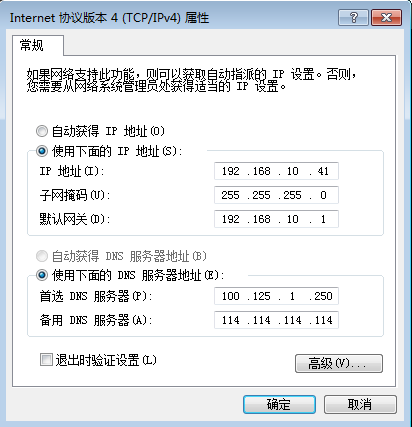 Internet 协议版本 4 (TCP/IPv4) 属性
常规
如果网络支持此功能，则可以获取自动指派的 IP 设置。否则，
您需要从网络系统管理员处获得适当的 IP 设置。
自动获得 IP 地址(O)
使用下面的 IP 地址(S):
IP 地址(I): 192 .168 . 10 . 41
子网掩码(U): 255 .255 .255 . 0
默认网关(D): 192 .168 . 10 . 1
自动获得 DNS 服务器地址(B)
使用下面的 DNS 服务器地址(E):
首选 DNS 服务器(P): 100 .125 . 1 .250
备用 DNS 服务器(A): 114 .114 .114 .114
退出时验证设置(L)
高级(V)...
确定 取消